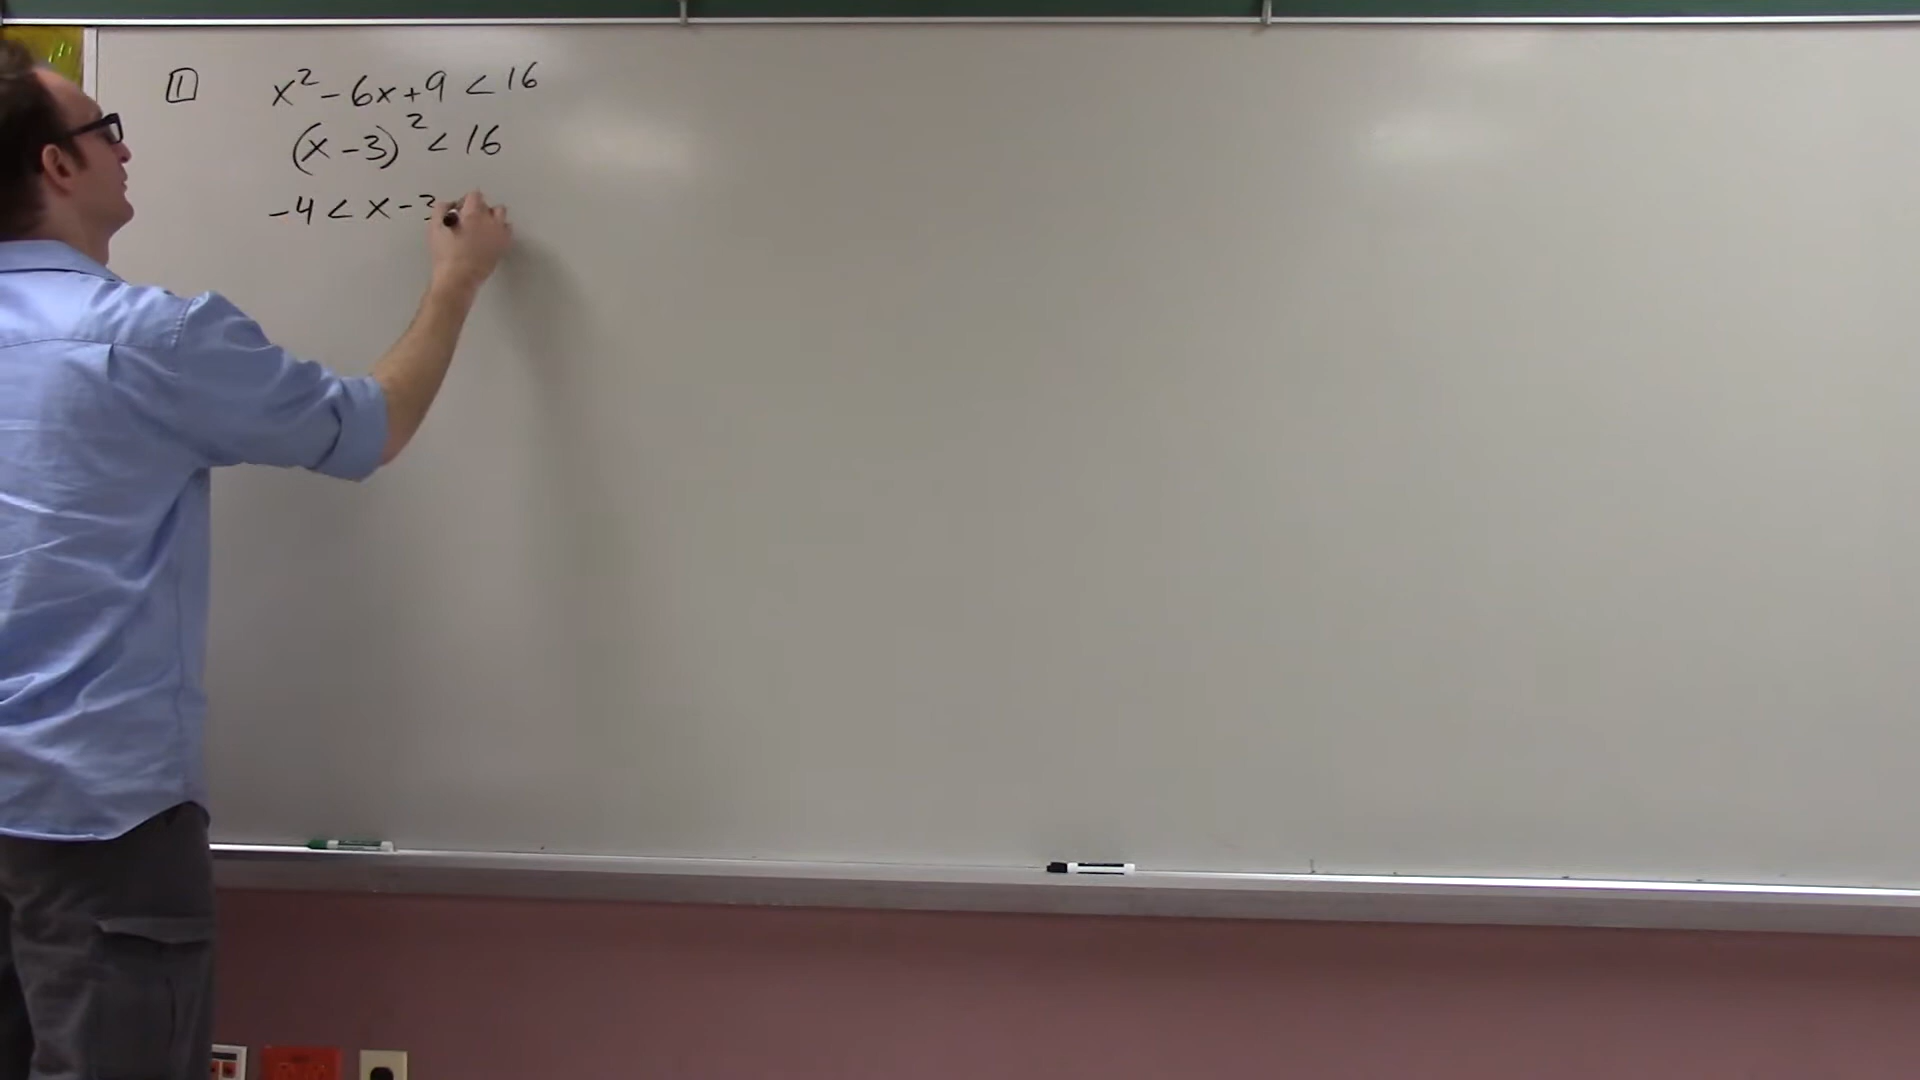 1 x² - 6x + 9 < 16
(x - 3)² < 16
-4 < x - 3